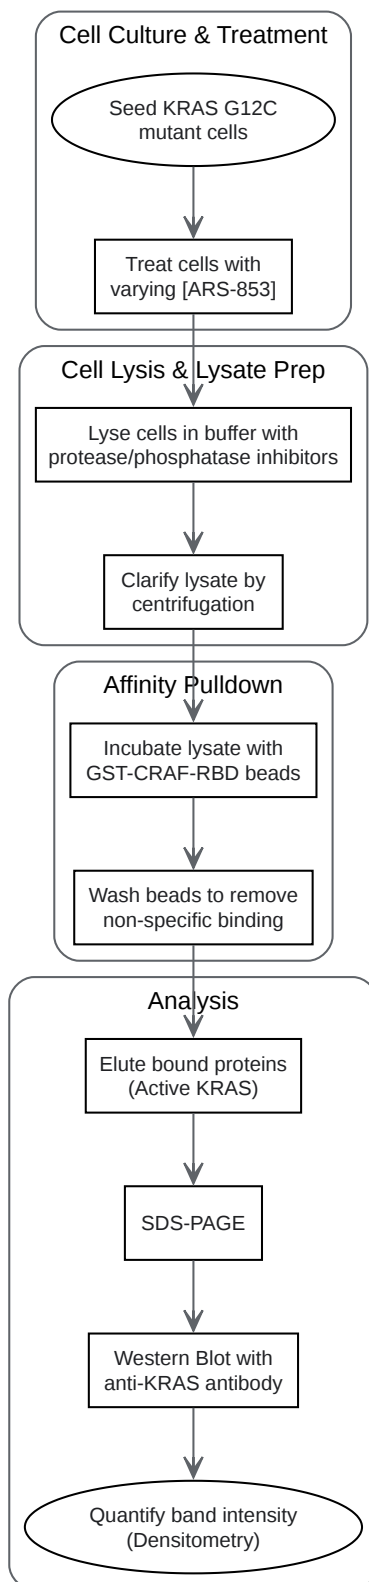 Cell Culture & Treatment
Seed KRAS G12C
mutant cells
Treat cells with
varying [ARS-853]
Cell Lysis & Lysate Prep
Lyse cells in buffer with
protease/phosphatase inhibitors
Clarify lysate by
centrifugation
Affinity Pulldown
Incubate lysate with
GST-CRAF-RBD beads
Wash beads to remove
non-specific binding
Analysis
Elute bound proteins
(Active KRAS)
SDS-PAGE
Western Blot with
anti-KRAS antibody
Quantify band intensity
(Densitometry)